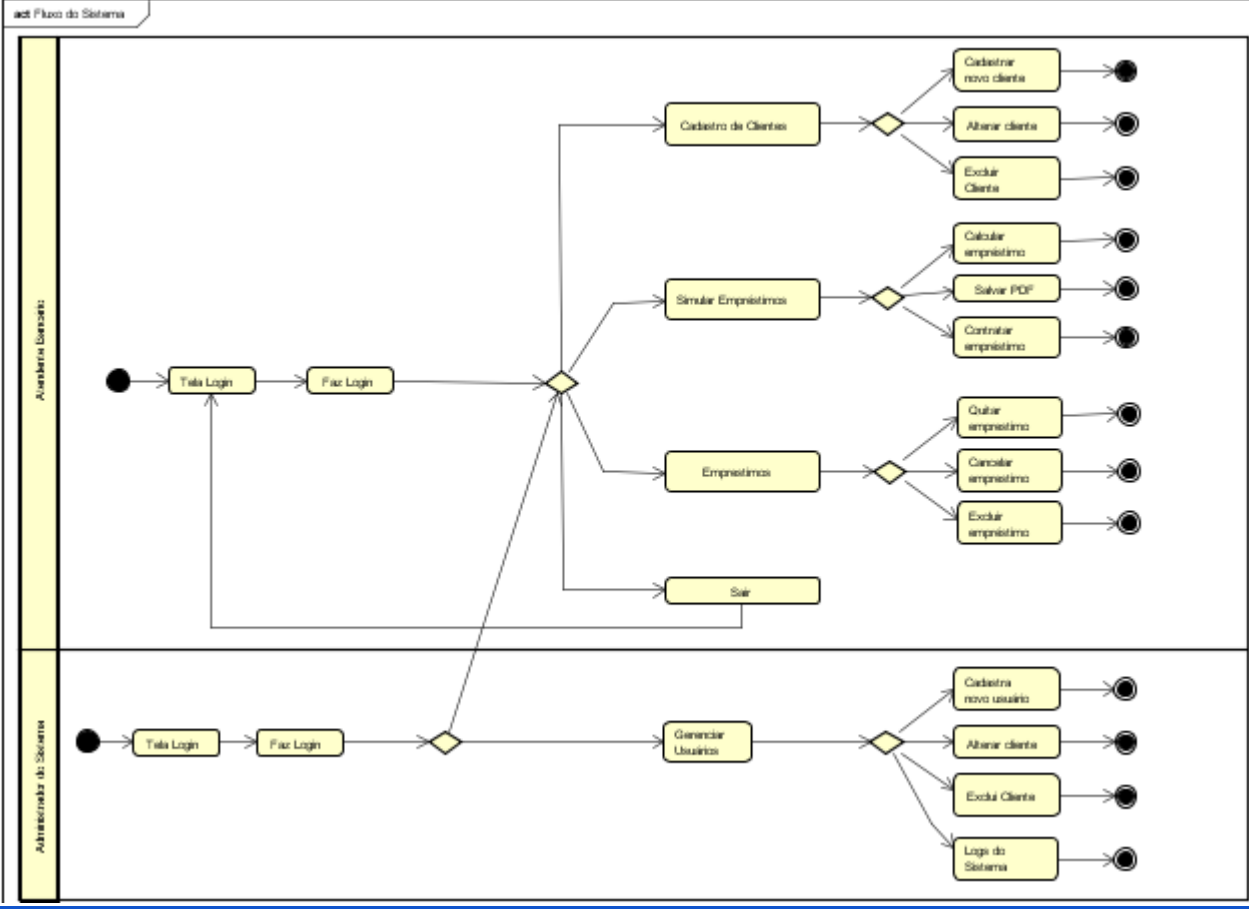 act Fluxo do Sistema
Atendente Bancario
Cadastro de Clientes
Cadastrar
novo cliente
Alterar cliente
Excluir
Cliente
Simular Empréstimos
Calcular
empréstimo
Salvar PDF
Contratar
empréstimo
Tela Login
Faz Login
Emprestimos
Quitar
emprestimo
Cancelar
emprestimo
Excluir
empréstimo
Sair
Administrador do Sistema
Tela Login
Faz Login
Gerenciar
Usuários
Cadastra
novo usuário
Alterar cliente
Exclui Cliente
Logs do
Sistema